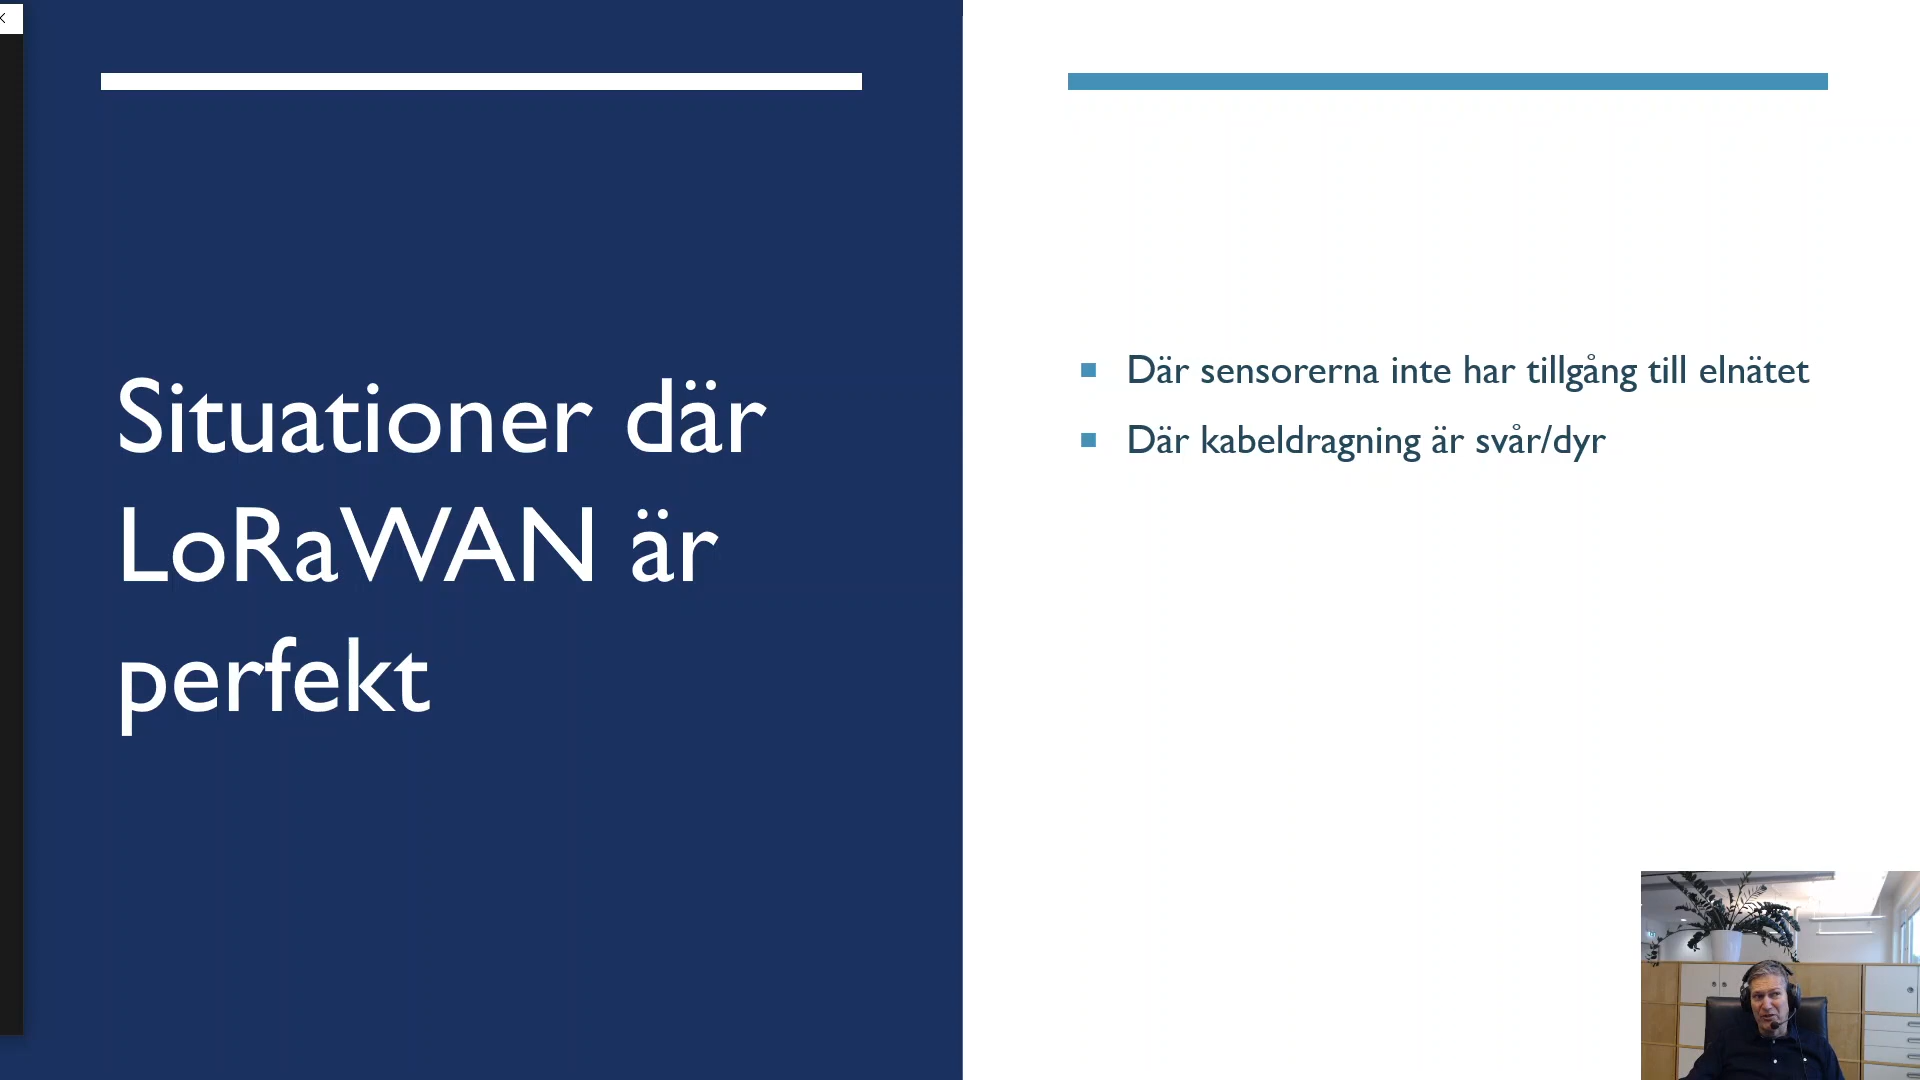 Situationer där
LoRaWAN är
perfekt
Där sensorerna inte har tillgång till elnätet
Där kabeldragning är svår/dyr